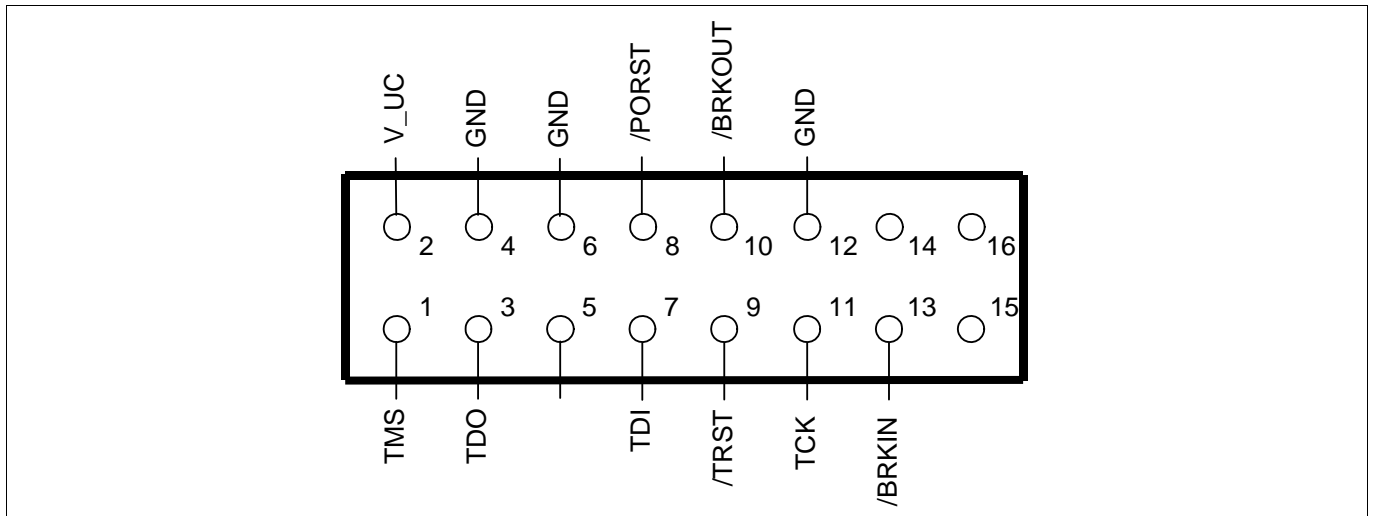 V_UC
GND
GND
/PORST
/BRKOUT
GND
2 4 6 8 10 12 14 16
1 3 5 7 9 11 13 15
TMS
TDO
TDI
/TRST
TCK
/BRKIN